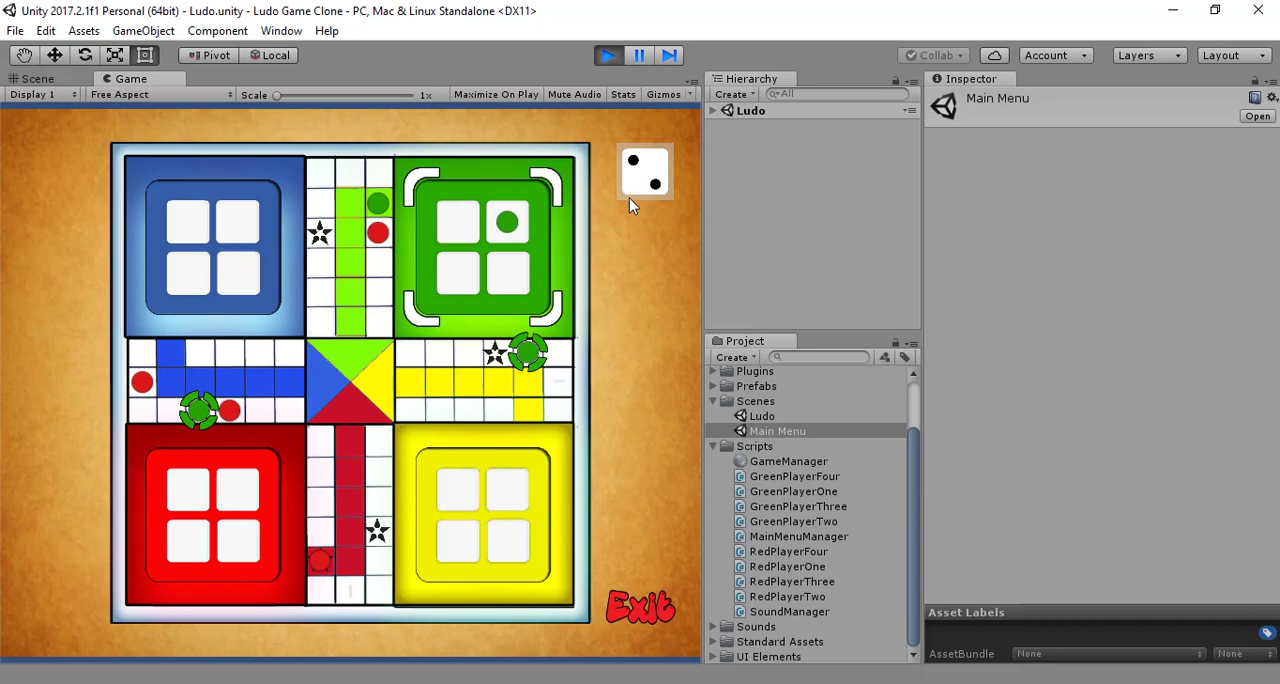 Unity 2017.2.1f1 Personal (64bit) - Ludo.unity - Ludo Game Clone - PC, Mac & Linux Standalone <DX11>
File Edit Assets GameObject Component Window Help
Pivot Local Collab Account Layers Layout
Scene Game Hierarchy Inspector
Display 1 Free Aspect Scale 1x Maximize On Play Mute Audio Stats Gizmos Create All Main Menu
Ludo Open
Project
Create
Plugins
Prefabs
Scenes
Ludo
Main Menu
Scripts
GameManager
GreenPlayerFour
GreenPlayerOne
GreenPlayerThree
GreenPlayerTwo
MainMenuManager
RedPlayerFour
RedPlayerOne
RedPlayerThree
RedPlayerTwo
SoundManager
Sounds
Standard Assets
UI Elements
Exit
Asset Labels
AssetBundle None None